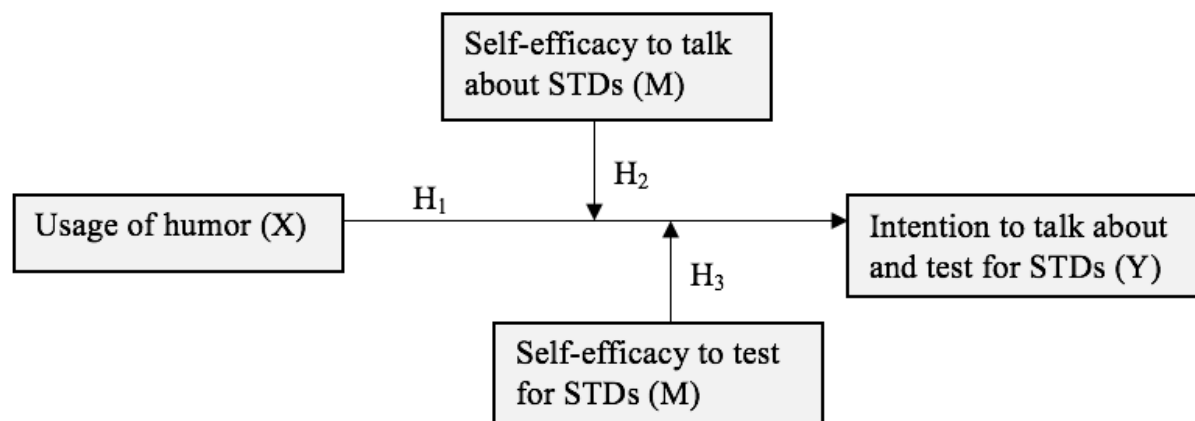 Self-efficacy to talk
about STDs (M)
H₂
H₁
Usage of humor (X)
Intention to talk about
and test for STDs (Y)
H₃
Self-efficacy to test
for STDs (M)